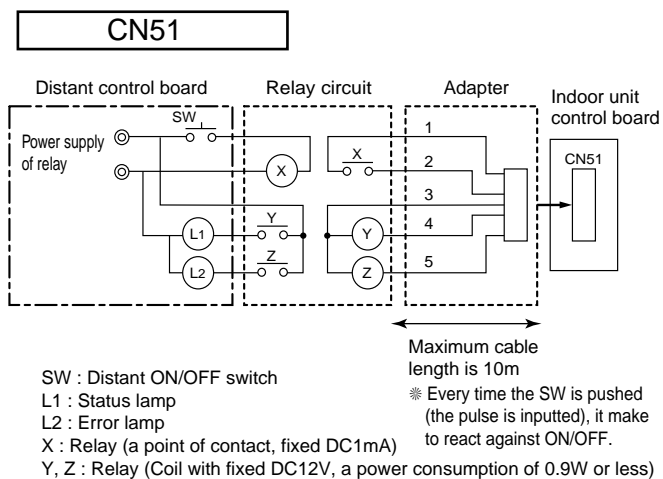 CN51
Distant control board
Relay circuit
Adapter
Indoor unit
control board
SW
Power supply
of relay
X
X
1
2
3
4
5
CN51
L1
Y
Y
L2
Z
Z
Maximum cable
length is 10m
SW : Distant ON/OFF switch
L1 : Status lamp
L2 : Error lamp
X : Relay (a point of contact, fixed DC1mA)
Y, Z : Relay (Coil with fixed DC12V, a power consumption of 0.9W or less)
❊ Every time the SW is pushed
(the pulse is inputted), it make
to react against ON/OFF.